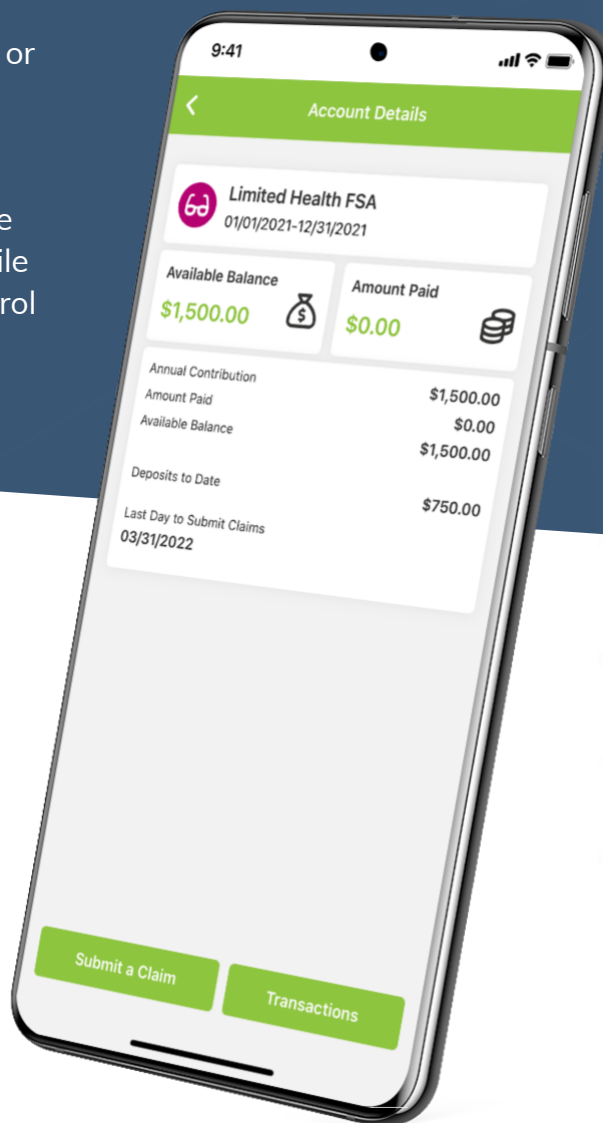 or
9:41
Account Details
Limited Health FSA
01/01/2021-12/31/2021
Available Balance
$1,500.00
Amount Paid
$0.00
Annual Contribution $1,500.00
Amount Paid $0.00
Available Balance $1,500.00
Deposits to Date $750.00
Last Day to Submit Claims
03/31/2022
Submit a Claim
Transactions